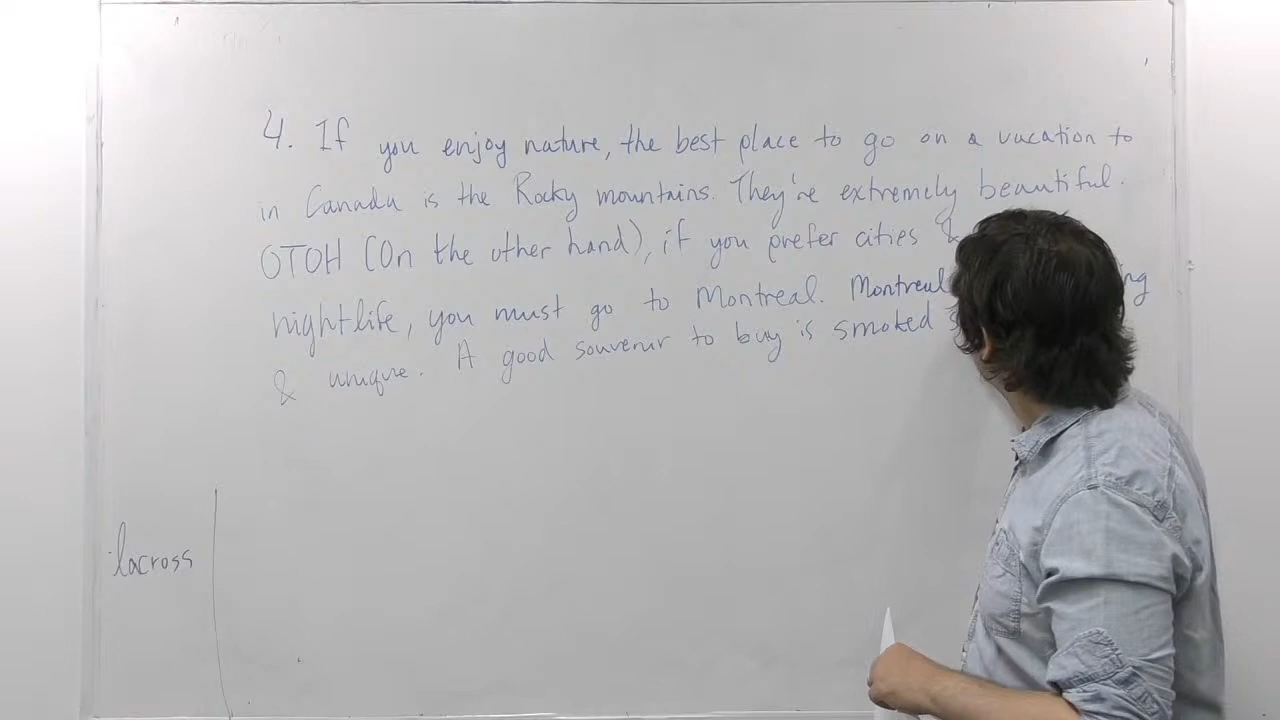 4. If you enjoy nature, the best place to go on a vacation to
in Canada is the Rocky mountains. They're extremely beautiful.
OTOH (On the other hand), if you prefer cities &
nightlife, you must go to Montreal. Montreal
& unique. A good souvenir to buy is smoked
lacross